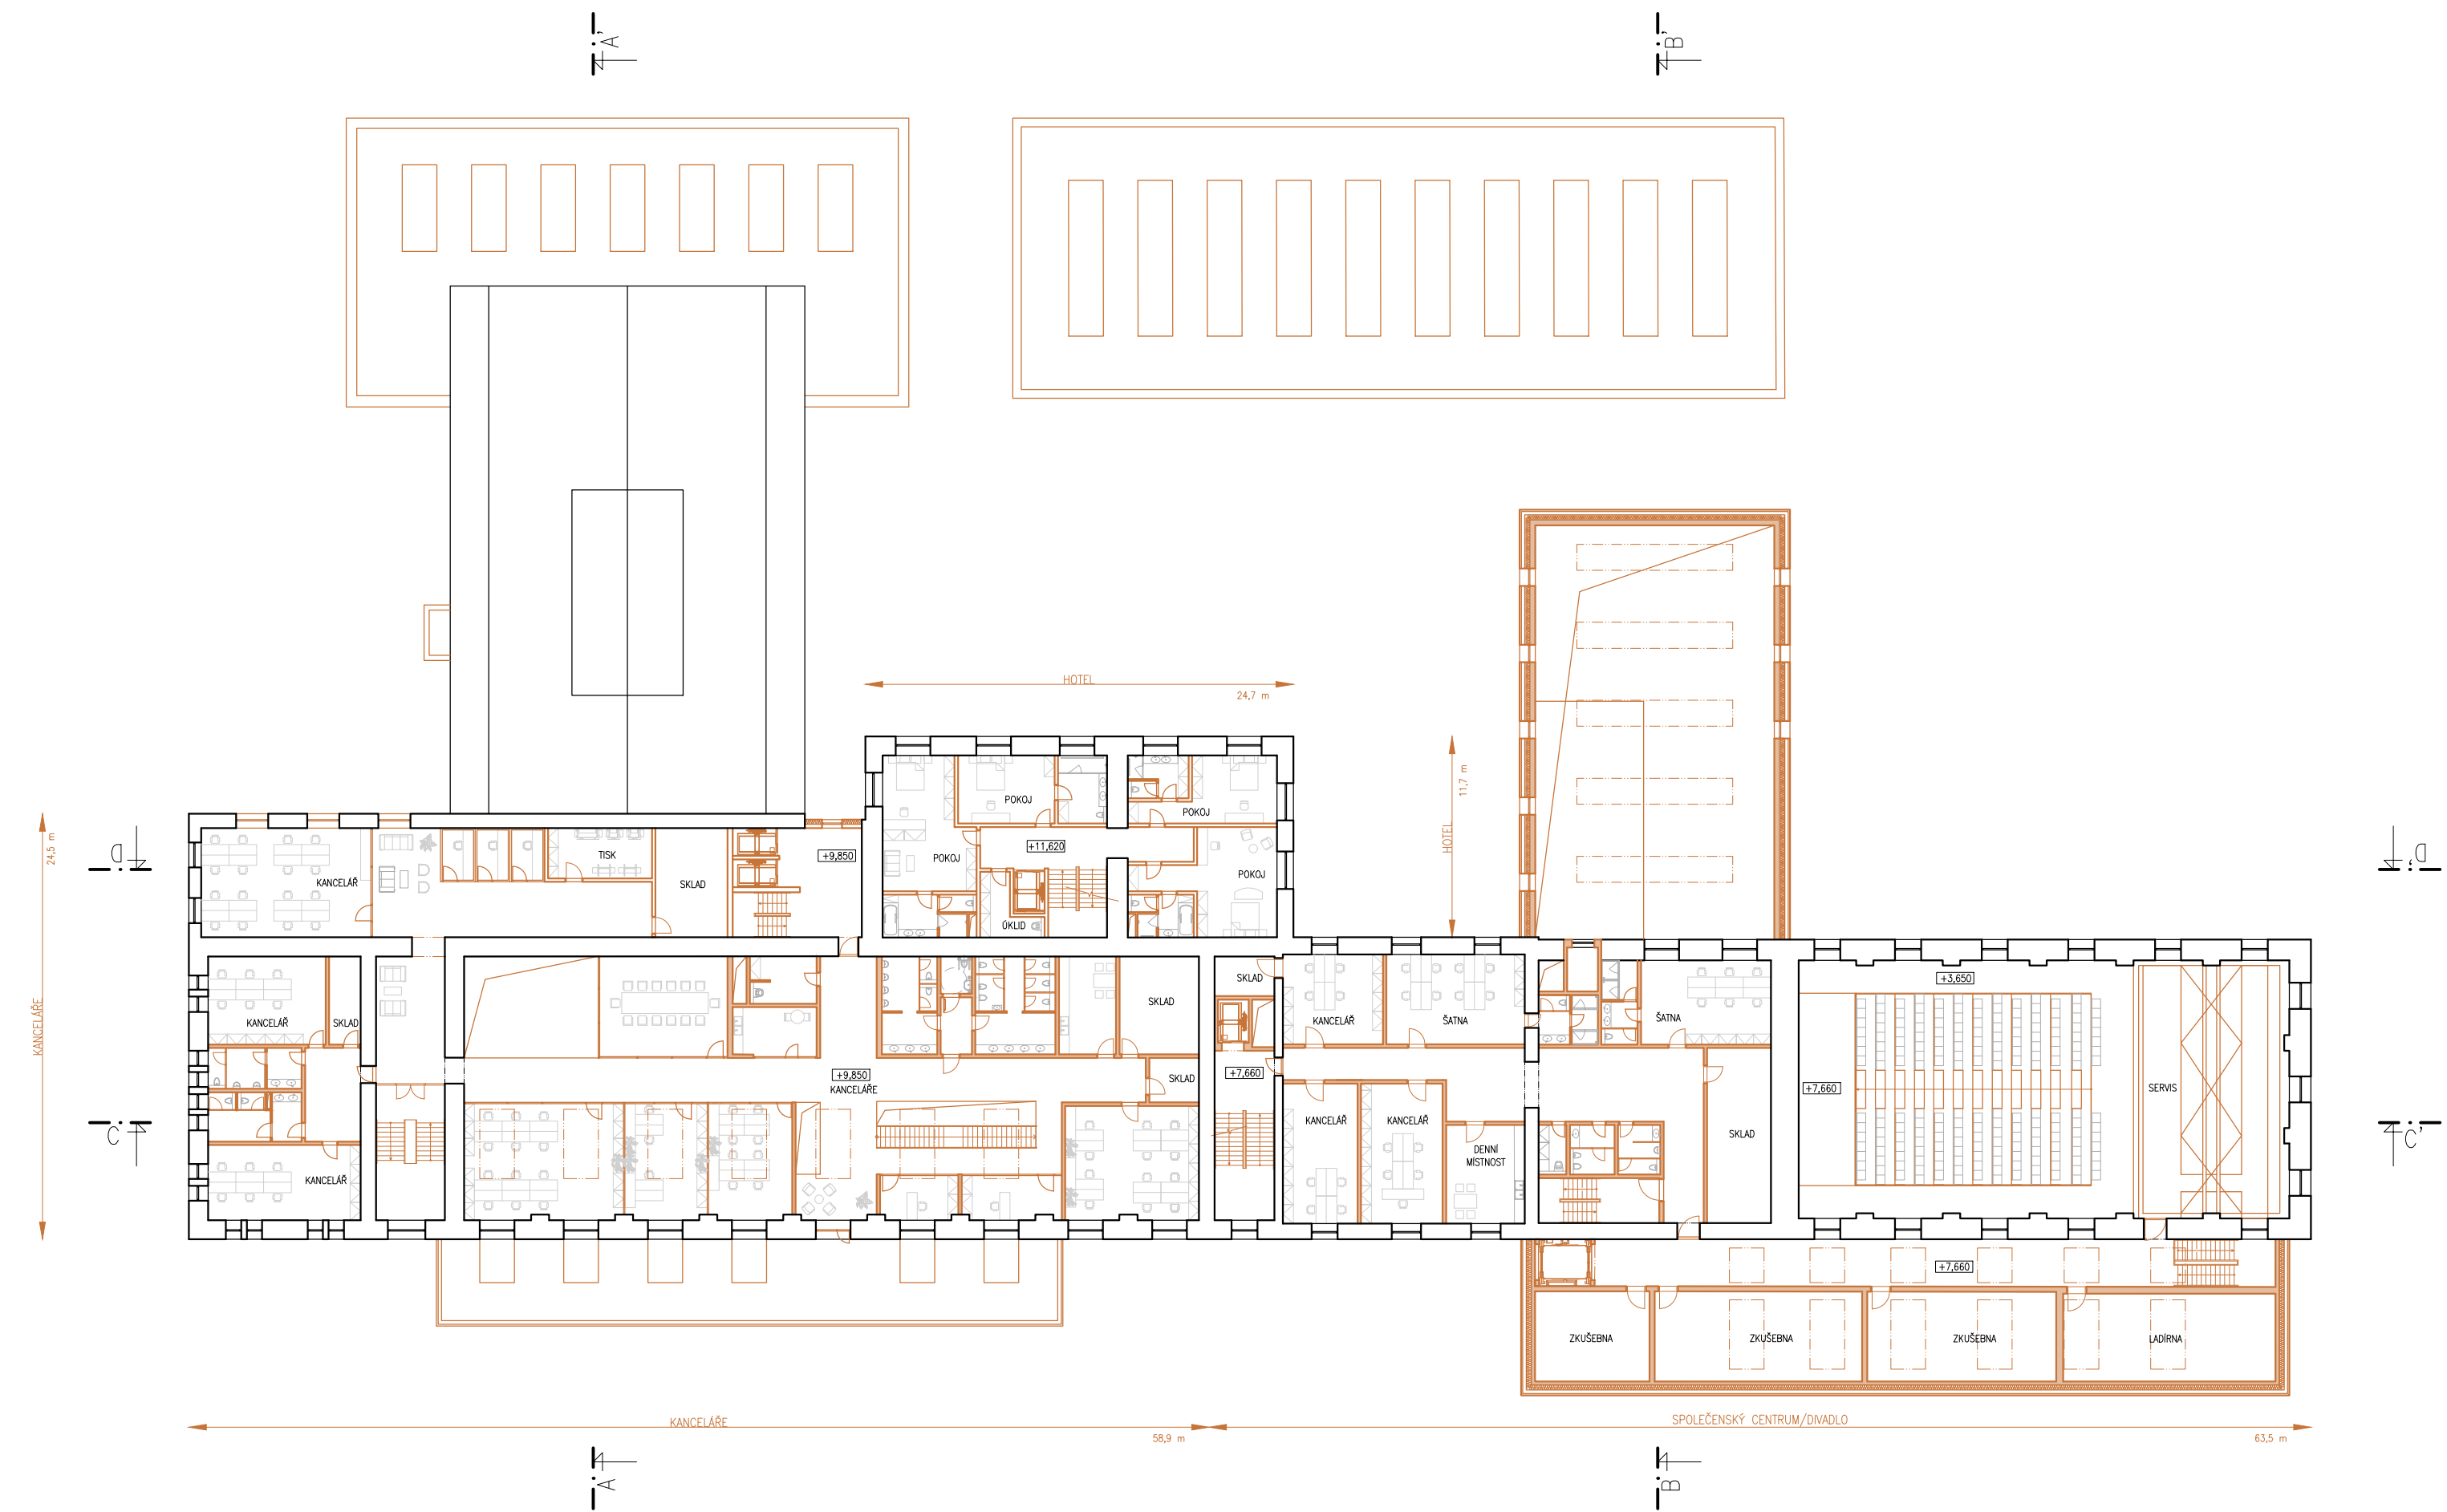 A'
B'
HOTEL
24,7 m
HOTEL
11,7 m
KANCELÁŘE
24,5 m
D
D'
C
C'
KANCELÁŘ
TISK
SKLAD
+9,850
POKOJ
POKOJ
POKOJ
POKOJ
+11,620
ÚKLID
KANCELÁŘ
SKLAD
KANCELÁŘ
SKLAD
SKLAD
+9,850
KANCELÁŘE
SKLAD
+7,660
KANCELÁŘ
ŠATNA
KANCELÁŘ
KANCELÁŘ
DENNÍ
MÍSTNOST
ŠATNA
SKLAD
+3,650
+7,660
SERVIS
+7,660
ZKUŠEBNA
ZKUŠEBNA
ZKUŠEBNA
LADÍRNA
KANCELÁŘE
58,9 m
SPOLEČENSKÝ CENTRUM/DIVADLO
63,5 m
A
B